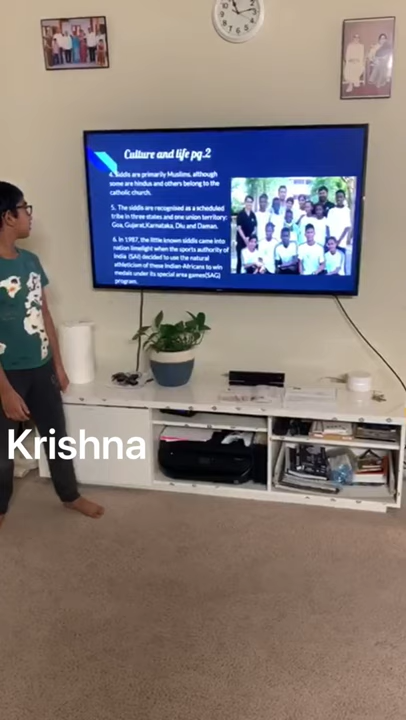 Culture and life pg.2
4. Siddis are primarily Muslims, although
some are hindus and others belong to the
catholic church.
5. The siddis are recognised as a scheduled
tribe in three states and one union territory:
Goa, Gujarat,Karnataka, Diu and Daman.
6. In 1987, the little known siddis came into
nation limelight when the sports authority of
India (SAI) decided to use the natural
athleticism of these Indian-Africans to win
medals under its special area games(SAG)
program.
Krishna